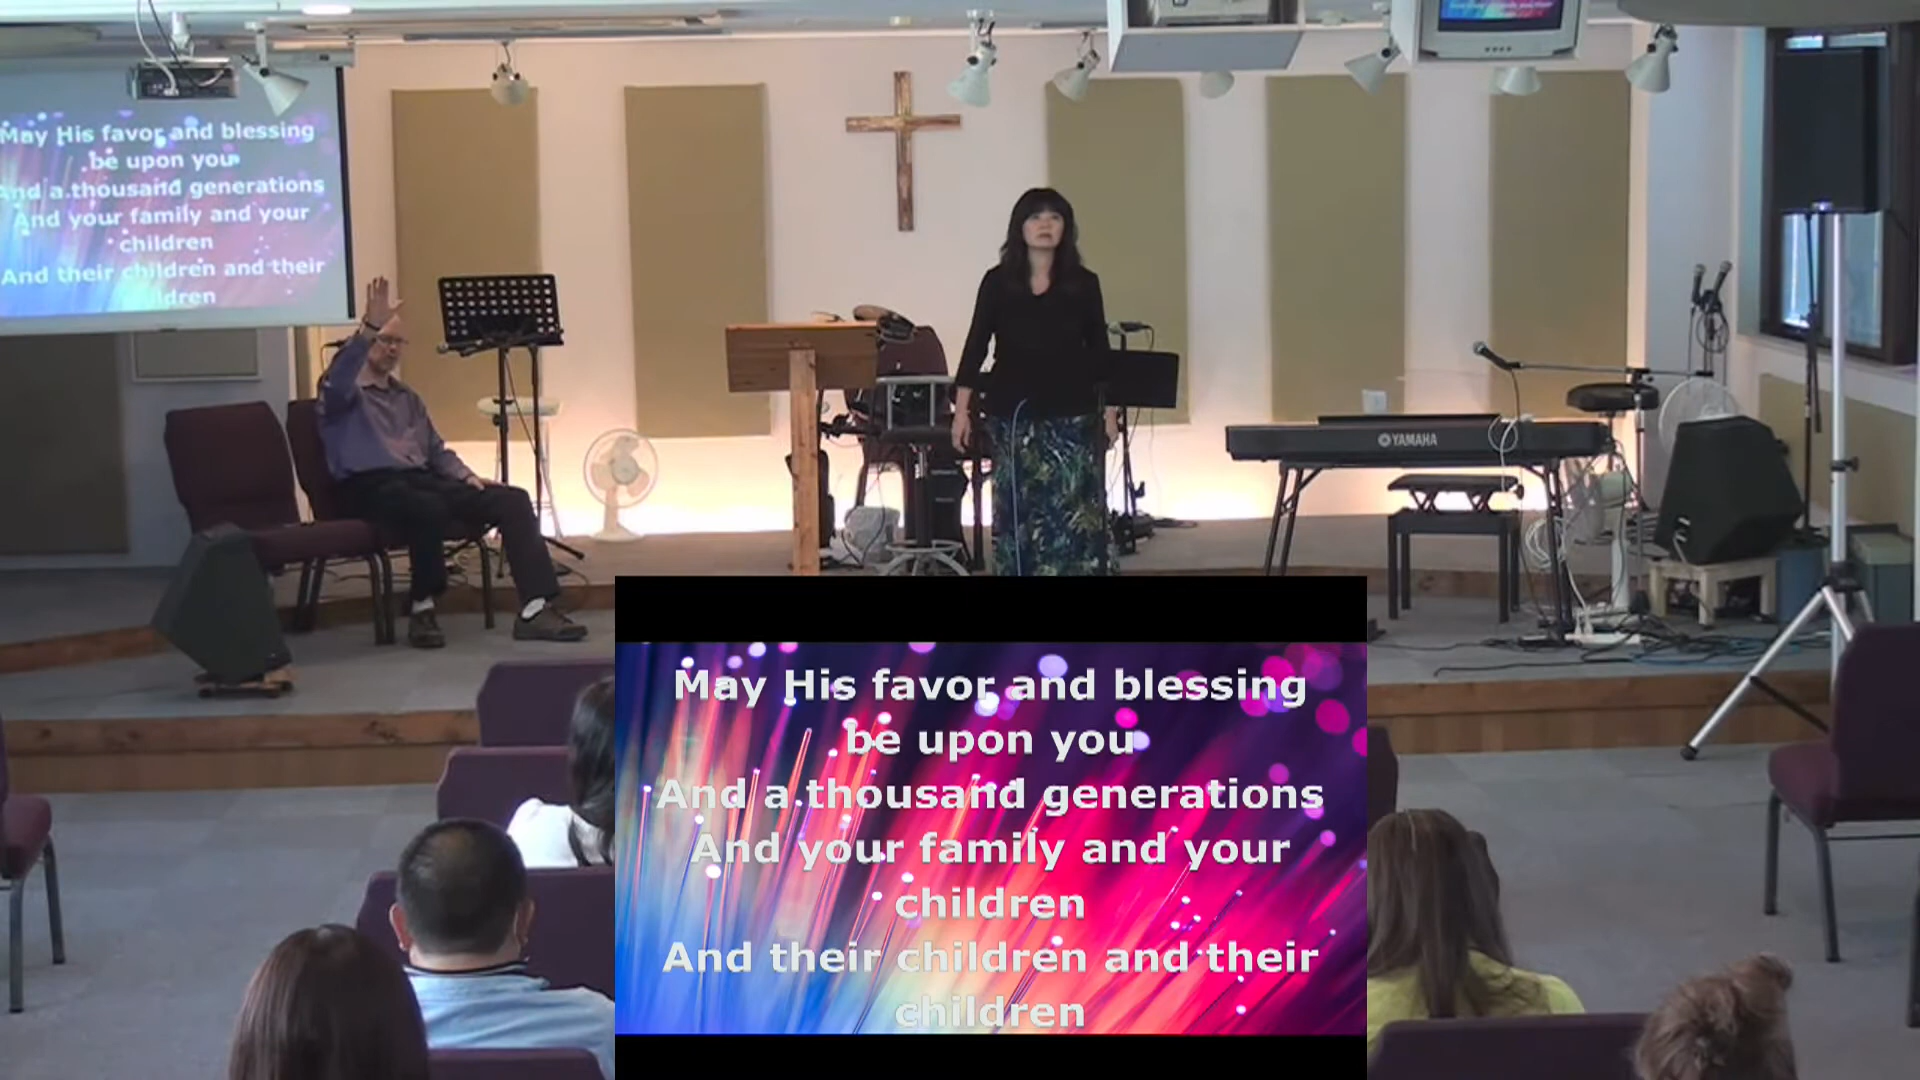 May His favor and blessing
be upon you
And a thousand generations
And your family and your
children
And their children and their
ldren
YAMAHA
May His favor and blessing
be upon you
And a thousand generations
And your family and your
children
And their children and their
children